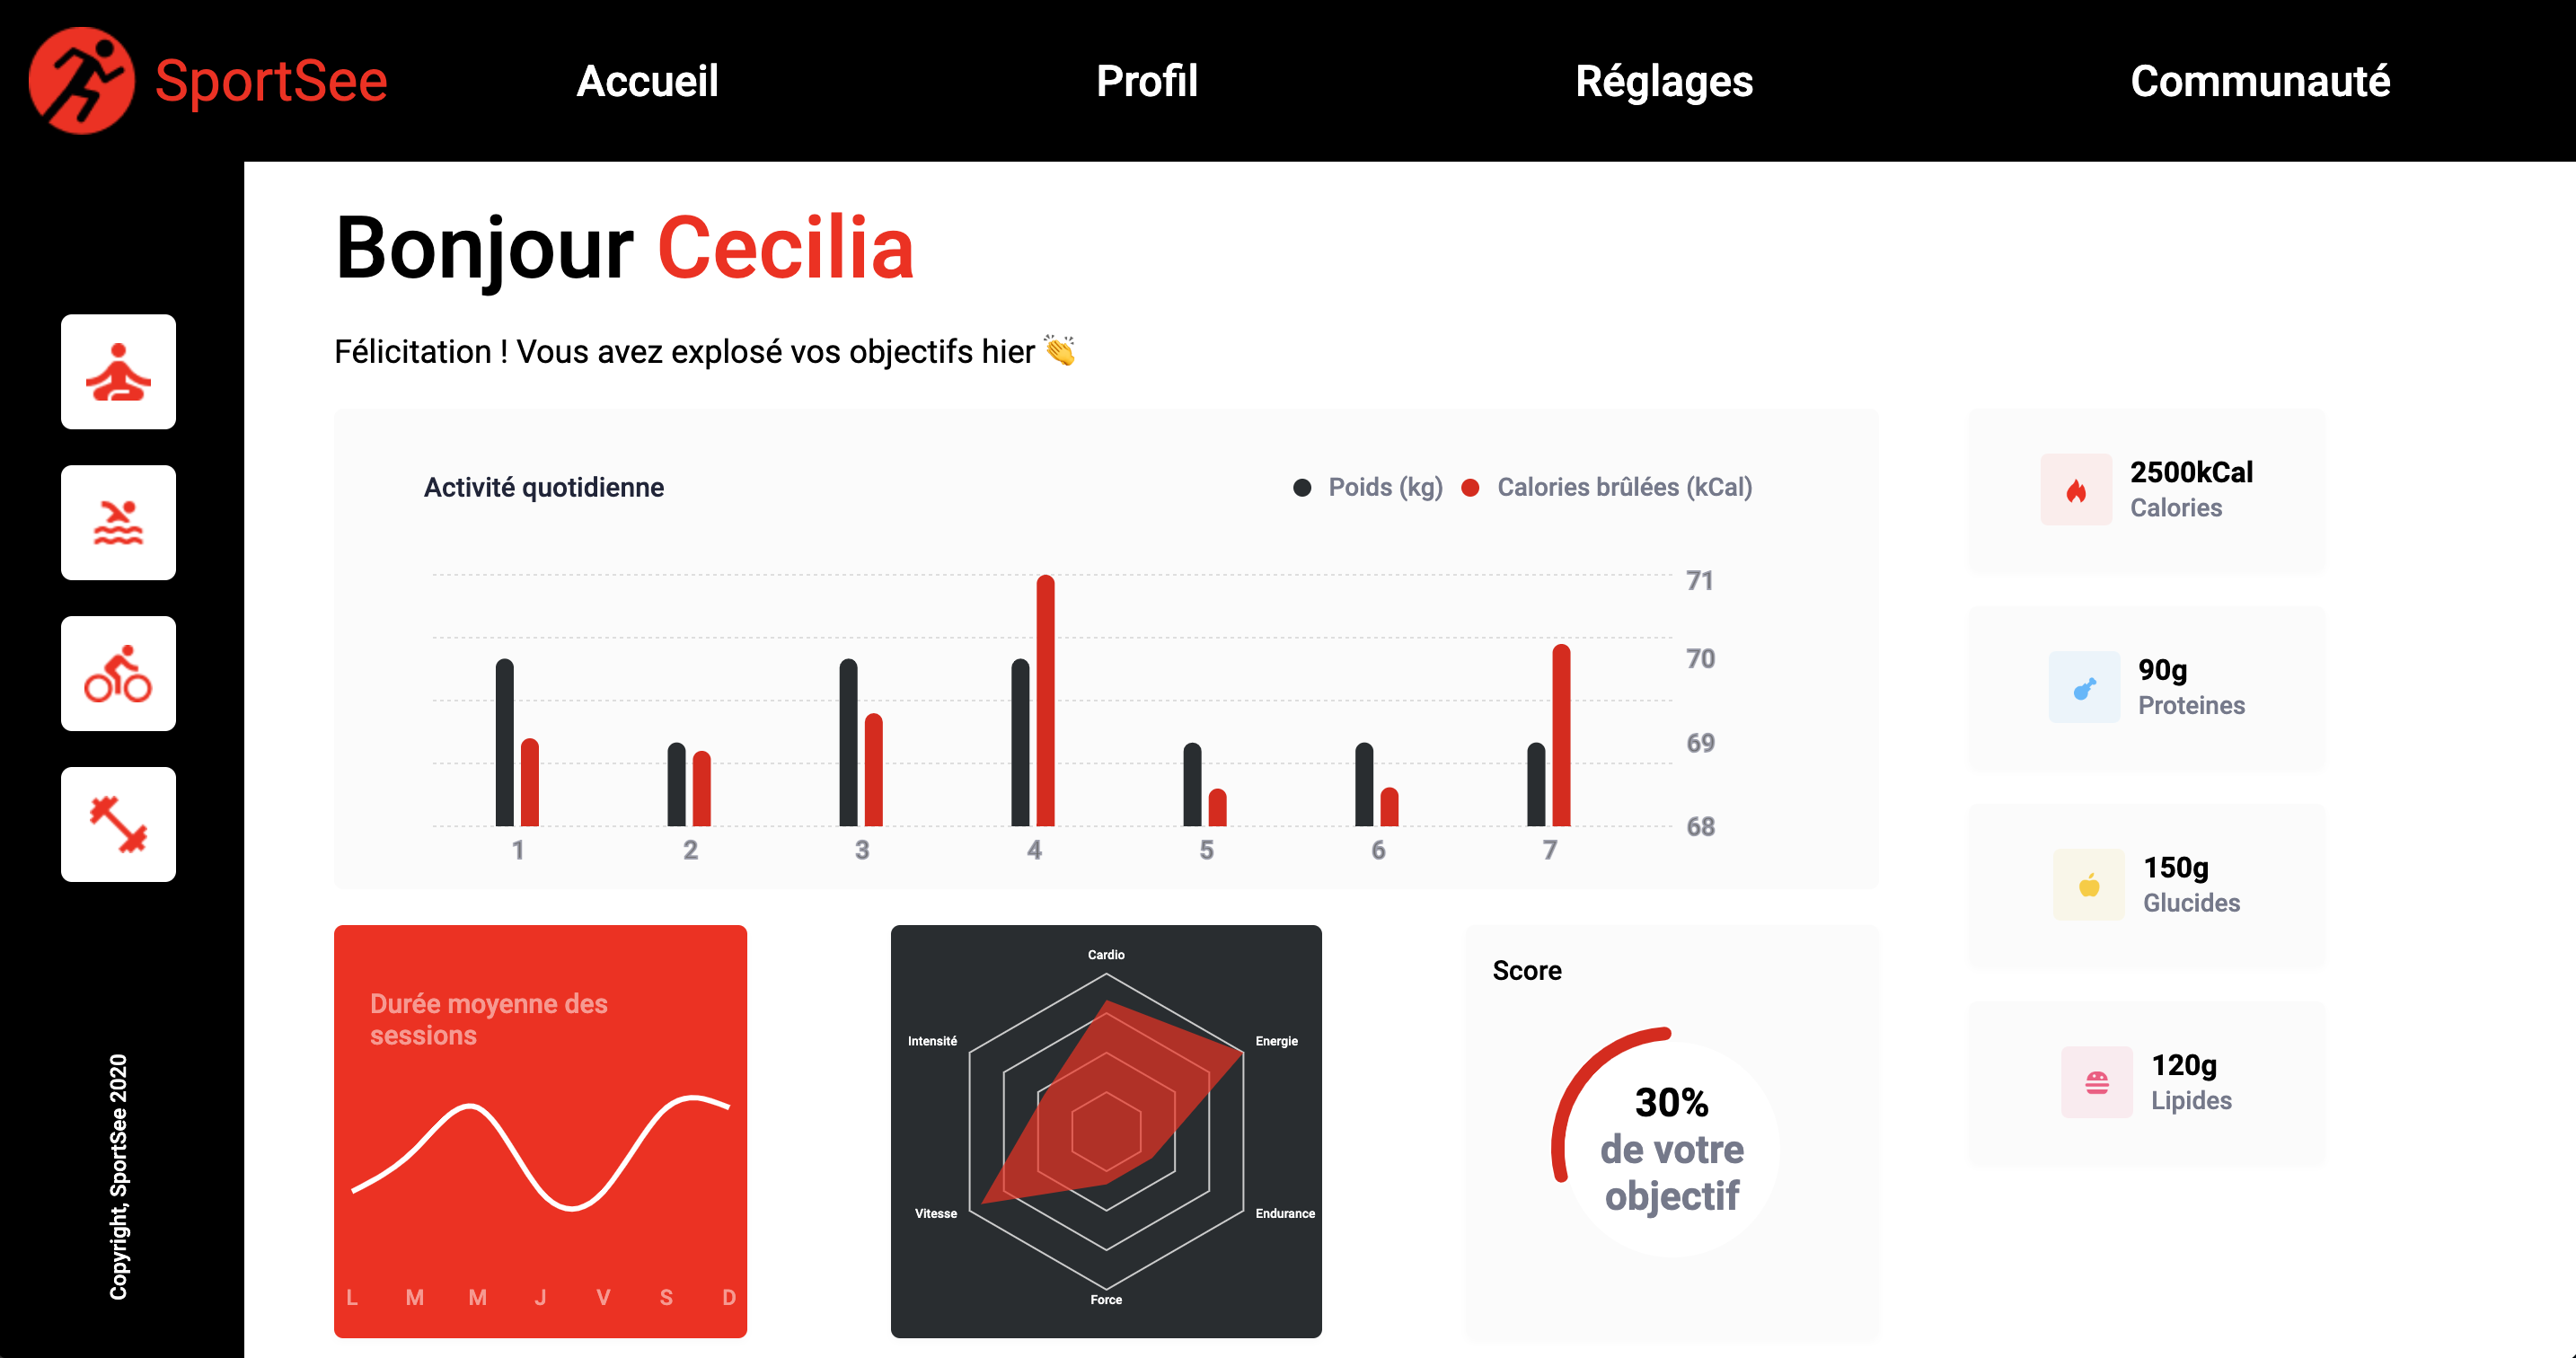 SportSee
Accueil
Profil
Réglages
Communauté
Bonjour Cecilia
Félicitation ! Vous avez explosé vos objectifs hier 👏
Activité quotidienne
Poids (kg)
Calories brûlées (kCal)
71
70
69
68
1
2
3
4
5
6
7
2500kCal
Calories
90g
Proteines
150g
Glucides
120g
Lipides
Durée moyenne des
sessions
L
M
M
J
V
S
D
Cardio
Energie
Endurance
Force
Vitesse
Intensité
Score
30%
de votre
objectif
Copyright, SportSee 2020